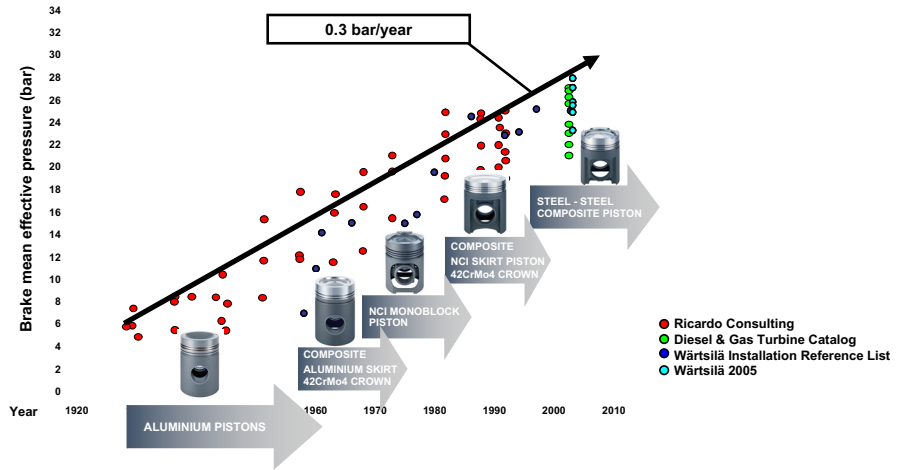 34
32
30
28
26
24
22
20
18
16
14
12
10
8
6
4
2
0
Brake mean effective pressure (bar)
0.3 bar/year
STEEL - STEEL
COMPOSITE PISTON
COMPOSITE
NCI SKIRT PISTON
42CrMo4 CROWN
NCI MONOBLOCK
PISTON
COMPOSITE
ALUMINIUM SKIRT
42CrMo4 CROWN
ALUMINIUM PISTONS
Ricardo Consulting
Diesel & Gas Turbine Catalog
Wärtsilä Installation Reference List
Wärtsilä 2005
Year 1920 1960 1970 1980 1990 2000 2010